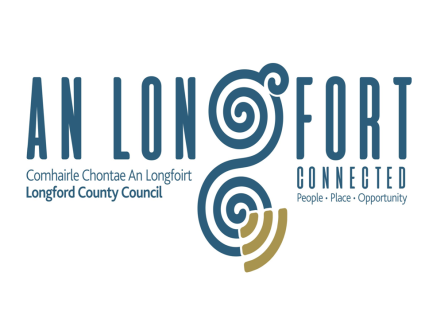 AN LONgFORT
Comhairle Chontae An Longfoirt
Longford County Council
CONNECTED
People • Place • Opportunity